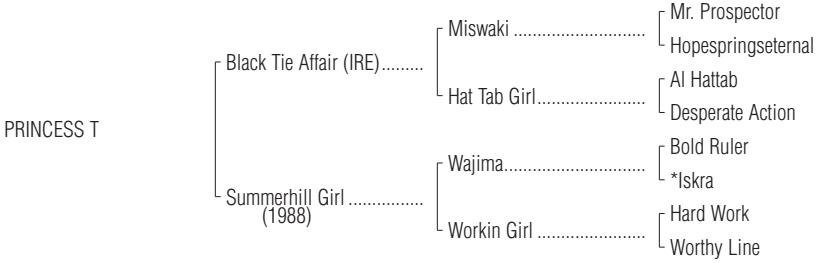 Mr. Prospector
Miswaki ............................
Hopespringseternal
Black Tie Affair (IRE).........
Al Hattab
Hat Tab Girl.......................
Desperate Action
PRINCESS T
Bold Ruler
Wajima..............................
*Iskra
Summerhill Girl ................
(1988)
Hard Work
Workin Girl .......................
Worthy Line